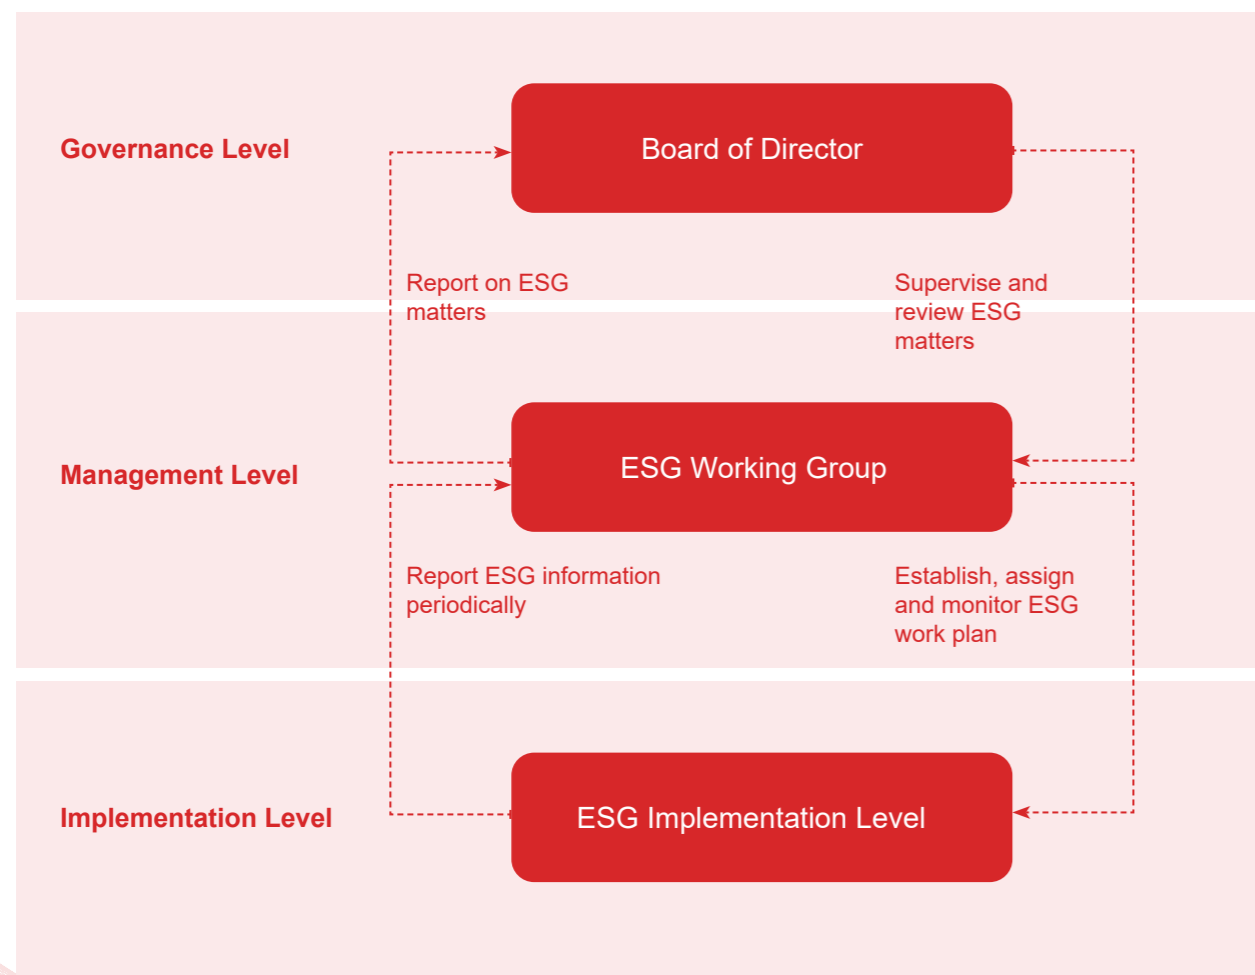 Governance Level
Board of Director
Report on ESG
matters
Supervise and
review ESG
matters
Management Level
ESG Working Group
Report ESG information
periodically
Establish, assign
and monitor ESG
work plan
Implementation Level
ESG Implementation Level